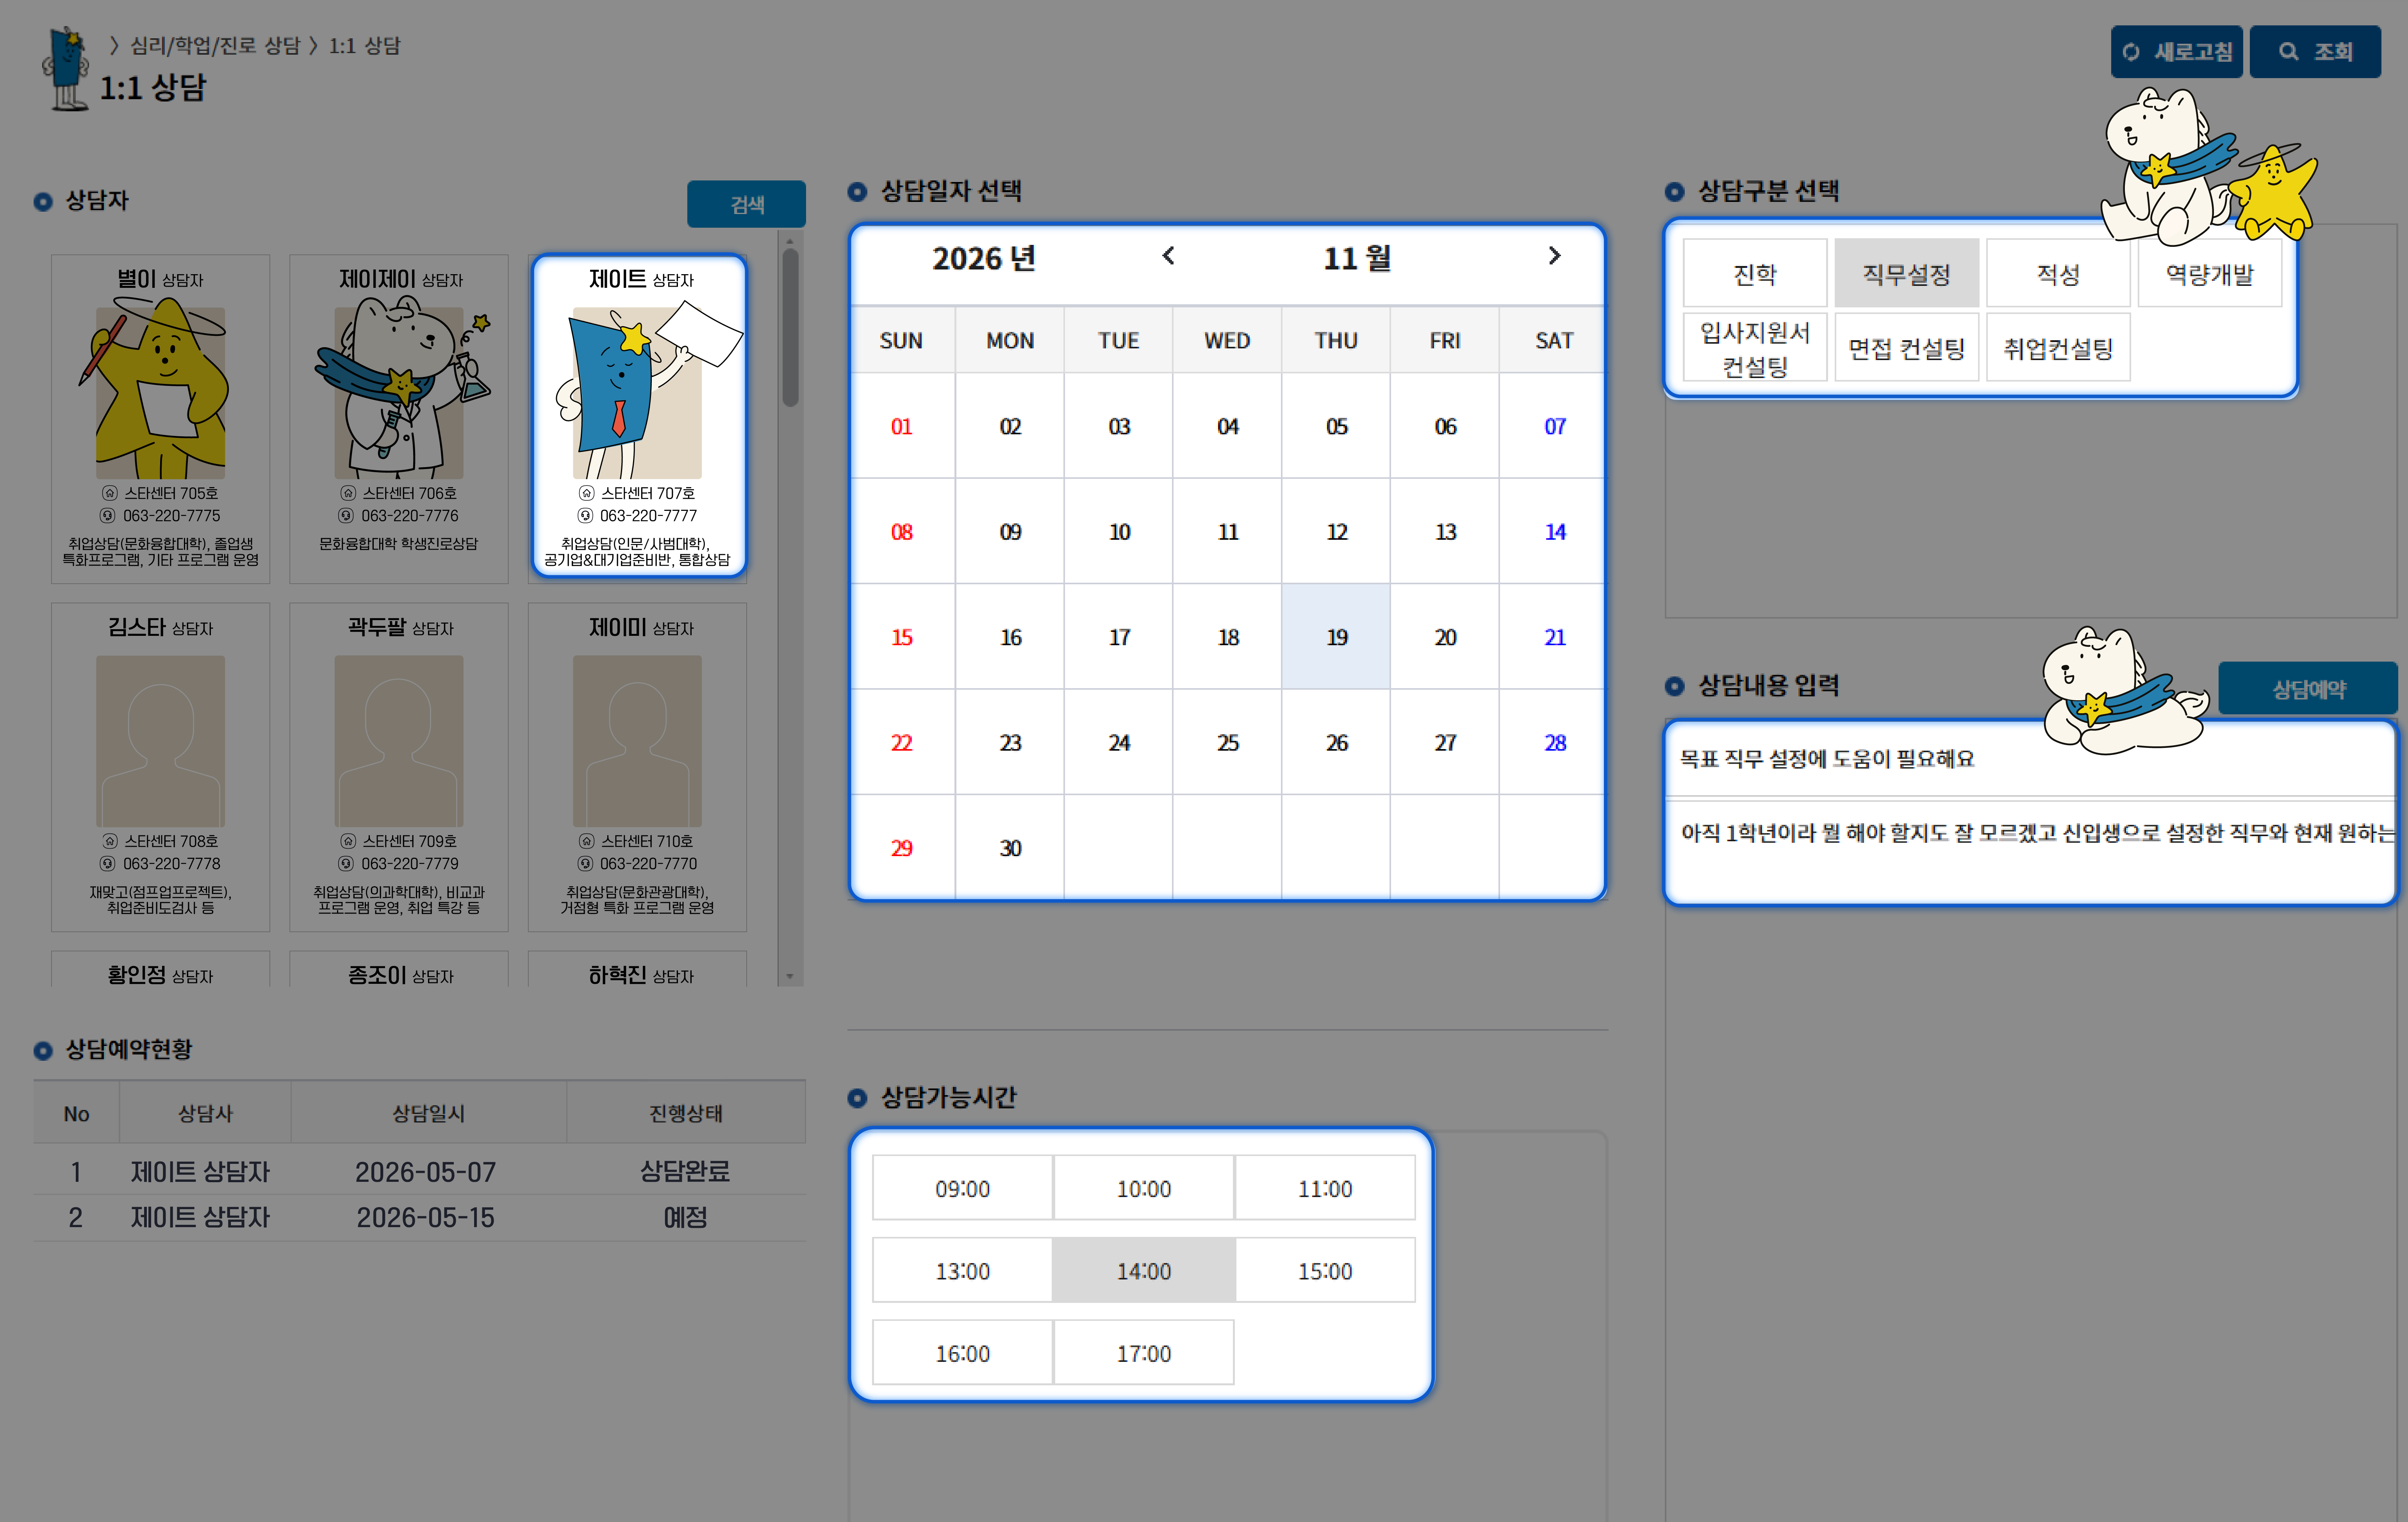 〉심리/학업/진로 상담 〉1:1 상담
1:1 상담
새로고침
조회
상담자
검색
별이 상담자
스타센터 705호
063-220-7775
취업상담(문화융합대학), 졸업생
특화프로그램, 기타 프로그램 운영
제이제이 상담자
스타센터 706호
063-220-7776
문화융합대학 학생진로상담
제이트 상담자
스타센터 707호
063-220-7777
취업상담(인문/사범대학),
공기업&대기업준비반, 통합상담
김스타 상담자
스타센터 708호
063-220-7778
재맞고(점프업프로젝트),
취업준비도검사 등
곽두팔 상담자
스타센터 709호
063-220-7779
취업상담(의과학대학), 비교과
프로그램 운영, 취업 특강 등
제이미 상담자
스타센터 710호
063-220-7770
취업상담(문화관광대학),
거점형 특화 프로그램 운영
황인정 상담자
종조이 상담자
하혁진 상담자
상담예약현황
No 상담사 상담일시 진행상태
1 제이트 상담자 2026-05-07 상담완료
2 제이트 상담자 2026-05-15 예정
상담일자 선택
2026 년 < 11 월 >
SUN MON TUE WED THU FRI SAT
01 02 03 04 05 06 07
08 09 10 11 12 13 14
15 16 17 18 19 20 21
22 23 24 25 26 27 28
29 30
상담가능시간
09:00 10:00 11:00
13:00 14:00 15:00
16:00 17:00
상담구분 선택
진학 직무설정 적성 역량개발
입사지원서
컨설팅
면접 컨설팅 취업컨설팅
상담내용 입력
상담예약
목표 직무 설정에 도움이 필요해요
아직 1학년이라 뭘 해야 할지도 잘 모르겠고 신입생으로 설정한 직무와 현재 원하는